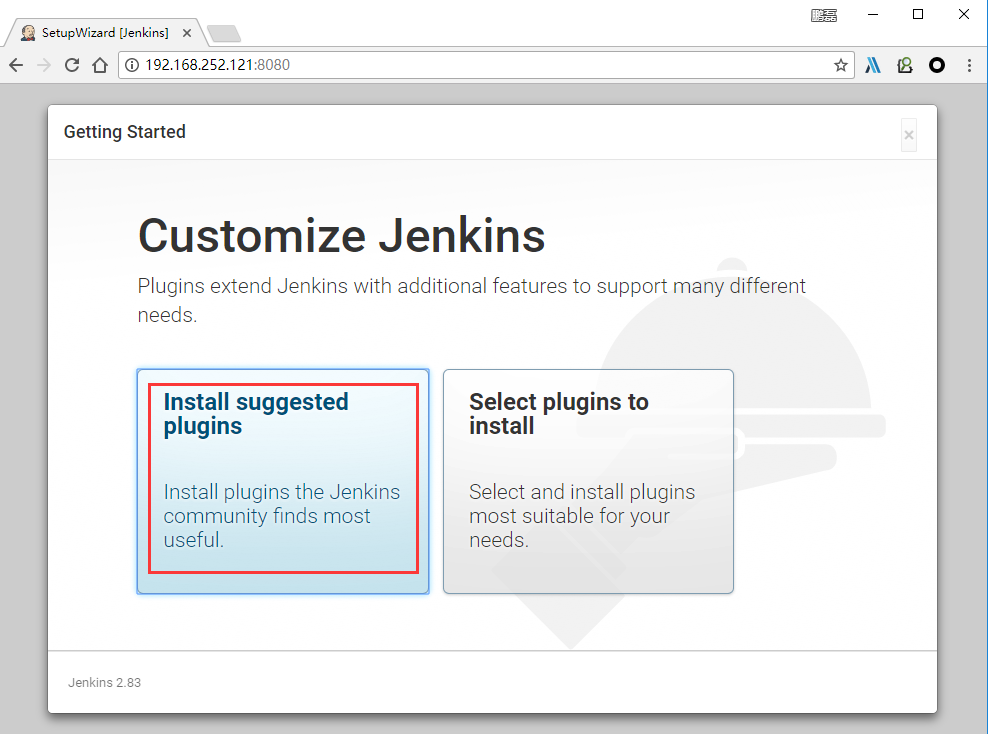 SetupWizard [Jenkins]
鹏磊
192.168.252.121:8080
Getting Started
Customize Jenkins
Plugins extend Jenkins with additional features to support many different
needs.
Install suggested
plugins
Install plugins the Jenkins
community finds most
useful.
Select plugins to
install
Select and install plugins
most suitable for your
needs.
Jenkins 2.83